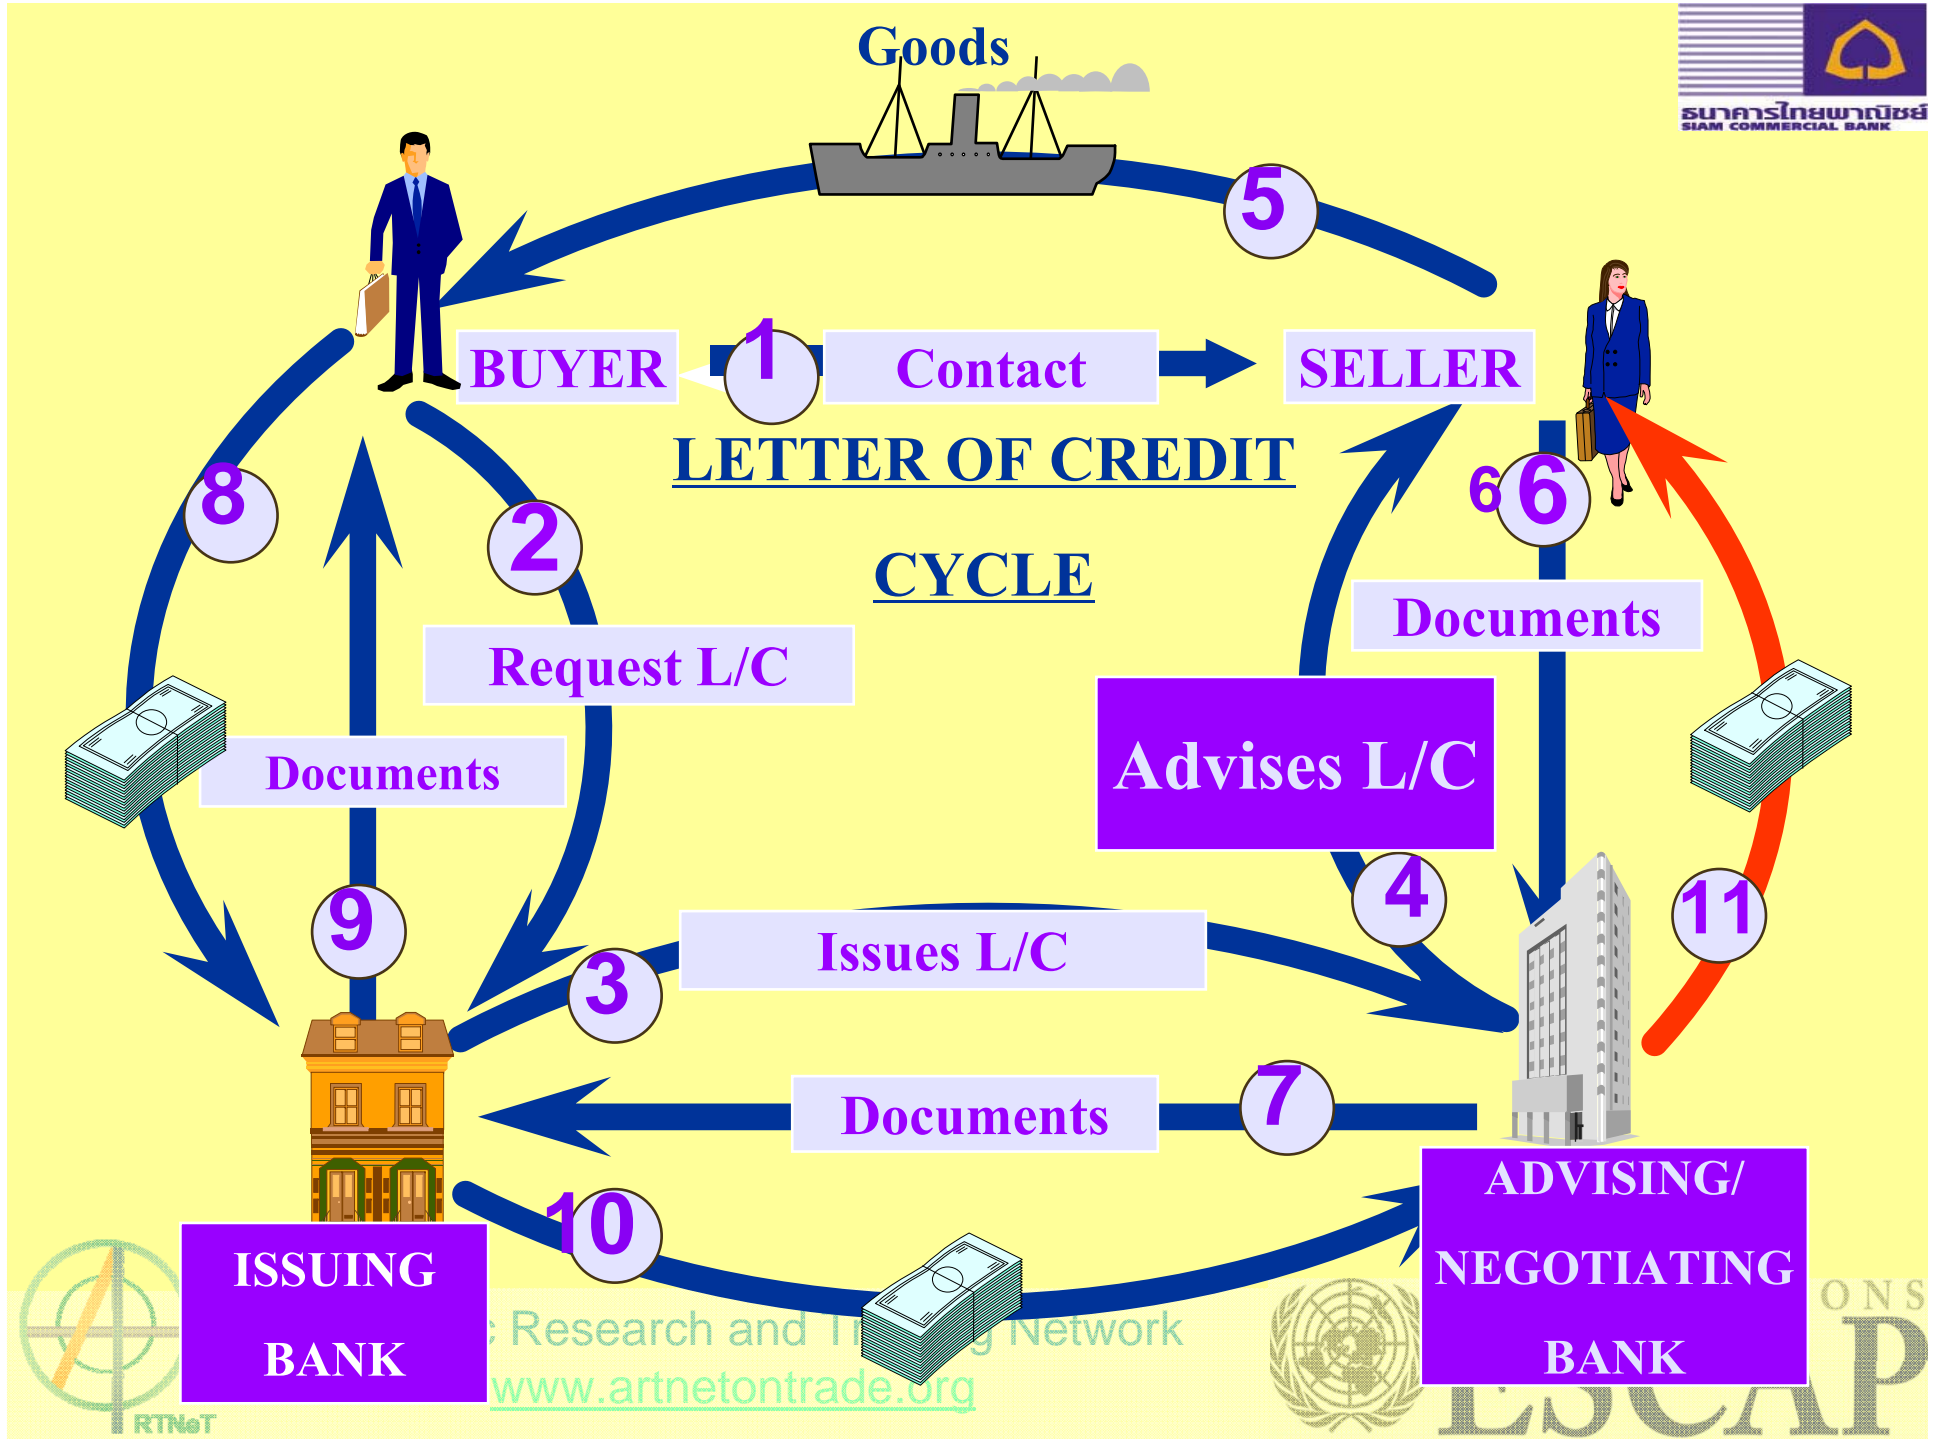 Goods
ธนาคารไทยพาณิชย์
SIAM COMMERCIAL BANK
5
BUYER
1
Contact
SELLER
LETTER OF CREDIT
CYCLE
8
2
6 6
Documents
Request L/C
Advises L/C
Documents
9
3
Issues L/C
4
11
7
Documents
10
ISSUING
BANK
ADVISING/
NEGOTIATING
BANK
c Research and Tr g Network
www.artnetontrade.org
RTNeT
ONS
ESCAP